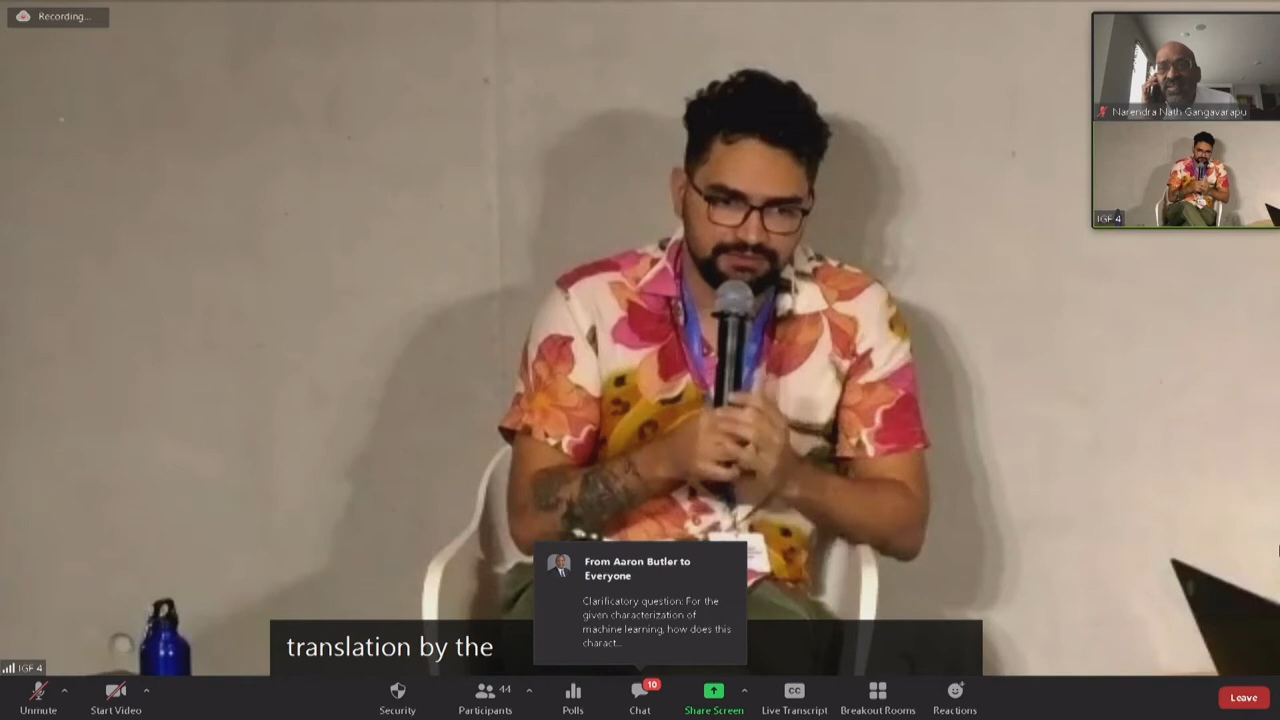 Recording...
Narendra Nath Gangavarapu
IGF 4
From Aaron Butler to
Everyone
Clarificatory question: For the
given characterization of
machine learning, how does this
charact...
translation by the
IGF 4
Unmute
Start Video
Security
44
Participants
Polls
10
Chat
Share Screen
CC
Live Transcript
Breakout Rooms
Reactions
Leave